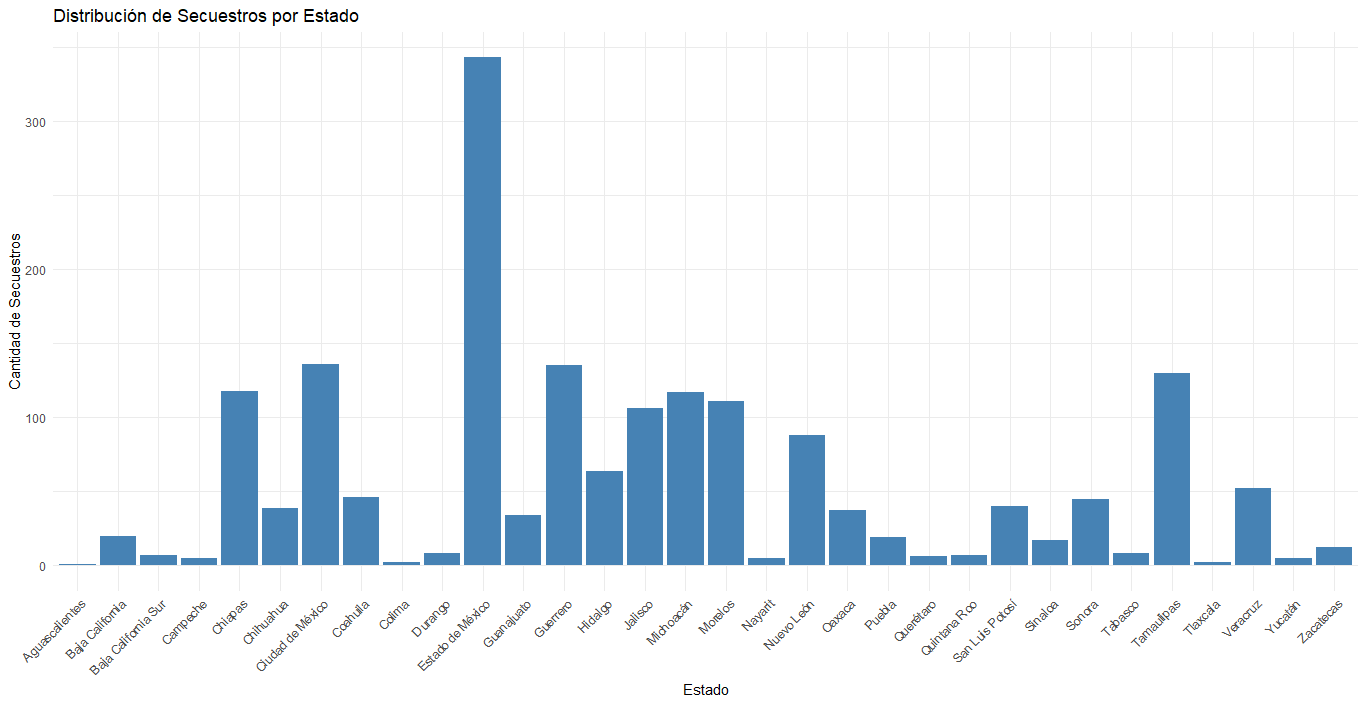 Distribución de Secuestros por Estado
Cantidad de Secuestros
300
200
100
0
Aguascalientes
Baja California
Baja California Sur
Campeche
Chiapas
Chihuahua
Ciudad de México
Coahuila
Colima
Durango
Estado de México
Guanajuato
Guerrero
Hidalgo
Jalisco
Michoacán
Morelos
Nayarit
Nuevo León
Oaxaca
Puebla
Querétaro
Quintana Roo
San Luis Potosí
Sinaloa
Sonora
Tabasco
Tamaulipas
Tlaxcala
Veracruz
Yucatán
Zacatecas
Estado